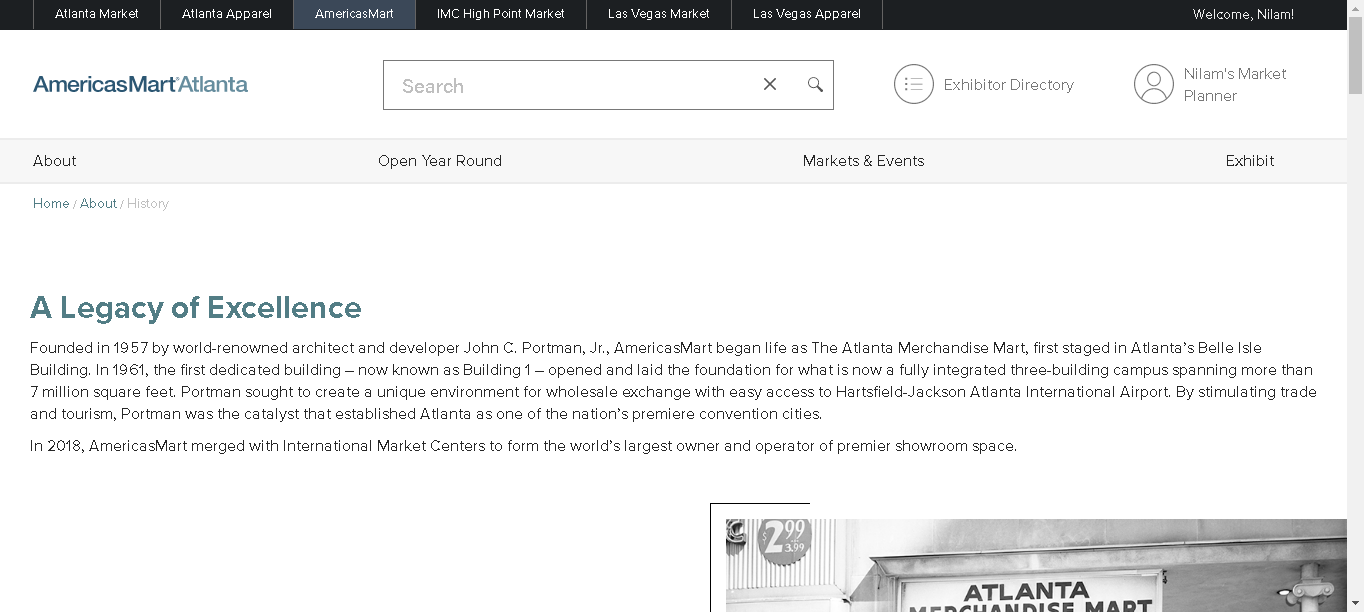 Atlanta Market
Atlanta Apparel
AmericasMart
IMC High Point Market
Las Vegas Market
Las Vegas Apparel
Welcome, Nilam!
AmericasMart Atlanta
Search
Exhibitor Directory
Nilam's Market
Planner
About
Open Year Round
Markets & Events
Exhibit
Home / About / History
A Legacy of Excellence
Founded in 1957 by world-renowned architect and developer John C. Portman, Jr., AmericasMart began life as The Atlanta Merchandise Mart, first staged in Atlanta’s Belle Isle
Building. In 1961, the first dedicated building – now known as Building 1 – opened and laid the foundation for what is now a fully integrated three-building campus spanning more than
7 million square feet. Portman sought to create a unique environment for wholesale exchange with easy access to Hartsfield-Jackson Atlanta International Airport. By stimulating trade
and tourism, Portman was the catalyst that established Atlanta as one of the nation’s premiere convention cities.
In 2018, AmericasMart merged with International Market Centers to form the world’s largest owner and operator of premier showroom space.
2.99
3.99
ATLANTA
MERCHANDISE MART